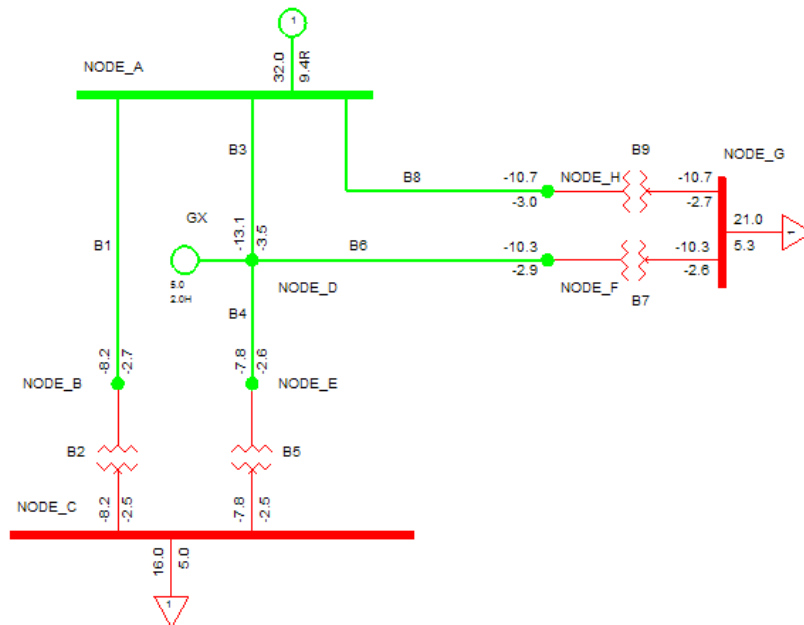 1
32.0
9.4R
NODE_A
B3
B9
NODE_G
B8
-10.7
NODE_H
-10.7
-3.0
-2.7
GX
-13.1
-3.5
21.0
1
5.3
B1
B6
-10.3
-10.3
5.0
2.0H
NODE_D
-2.9
NODE_F
-2.6
B4
B7
-8.2
-2.7
-7.8
-2.6
NODE_B
NODE_E
B2
B5
NODE_C
-8.2
-2.5
-7.8
-2.5
16.0
5.0
1